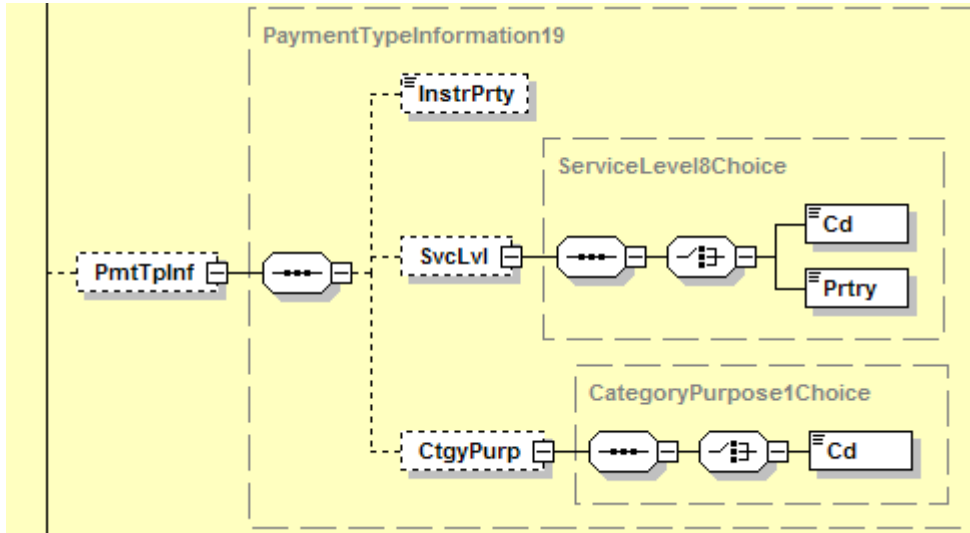 PaymentTypeInformation19
InstrPrty
ServiceLevel8Choice
Cd
SvcLvl
PmtTpInf
Prtry
CategoryPurpose1Choice
CtgyPurp
Cd